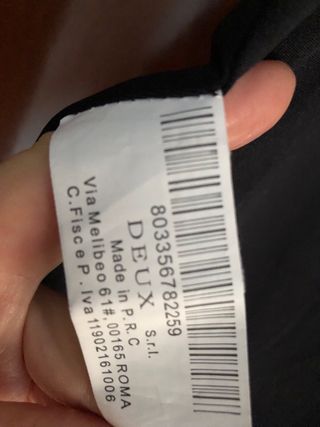 803356782259
DEUX S.r.l.
Made in P.R.C
Via Melibeo 61#, 00165 ROMA
C.Fisc e P.Iva 11902161006